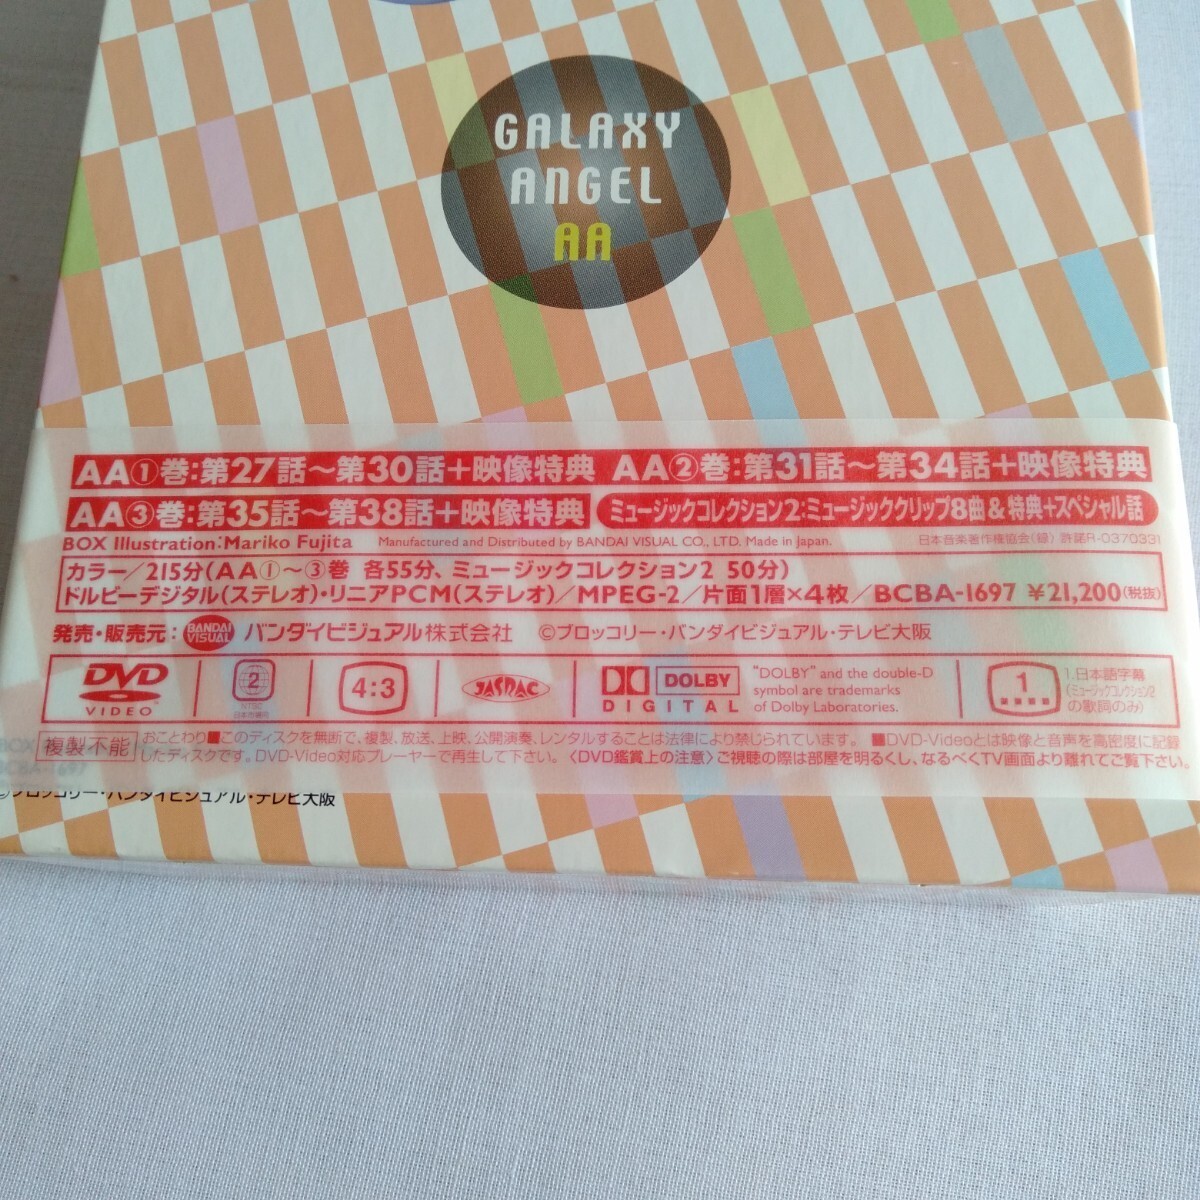 GALAXY
ANGEL
AA
AA①巻:第27話～第30話+映像特典 AA②巻:第31話～第34話+映像特典
AA③巻:第35話～第38話+映像特典 ミュージックコレクション2:ミュージッククリップ8曲&特典+スペシャル話
BOX Illustration:Mariko Fujita Manufactured and Distributed by BANDAI VISUAL CO., LTD. Made in Japan. 日本音楽著作権協会(録) 許諾R-0370331
カラー/215分(AA①～③巻 各55分、ミュージックコレクション2 50分)
ドルビーデジタル(ステレオ)・リニアPCM(ステレオ)/MPEG-2/片面1層×4枚/BCBA-1697 ¥21,200(税抜)
発売・販売元: BANDAI VISUAL バンダイビジュアル株式会社 ©ブロッコリー・バンダイビジュアル・テレビ大阪
DVD VIDEO
2
NTSC
日本市場向
4:3
JASRAC
DOLBY DIGITAL
"DOLBY" and the double-D
symbol are trademarks
of Dolby Laboratories.
1
1.日本語字幕
(ミュージックコレクション2
の歌詞のみ)
複製不能
おことわり■このディスクを無断で、複製、放送、上映、公開演奏、レンタルすることは法律により禁じられています。 ■DVD-Videoとは映像と音声を高密度に記録
したディスクです。DVD-Video対応プレーヤーで再生して下さい。〈DVD鑑賞上の注意〉ご視聴の際は部屋を明るくし、なるべくTV画面より離れてご覧下さい。
BOX
BCBA-1697
©ブロッコリー・バンダイビジュアル・テレビ大阪